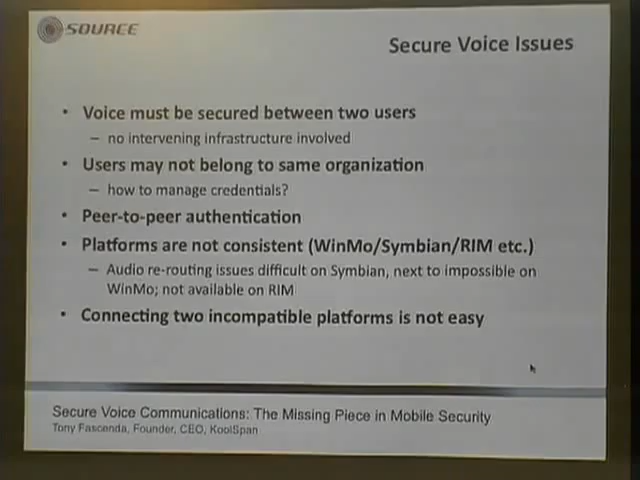 SOURCE
Secure Voice Issues
• Voice must be secured between two users
– no intervening infrastructure involved
• Users may not belong to same organization
– how to manage credentials?
• Peer-to-peer authentication
• Platforms are not consistent (WinMo/Symbian/RIM etc.)
– Audio re-routing issues difficult on Symbian, next to impossible on
WinMo; not available on RIM
• Connecting two incompatible platforms is not easy
Secure Voice Communications: The Missing Piece in Mobile Security
Tony Fascenda, Founder, CEO, KoolSpan